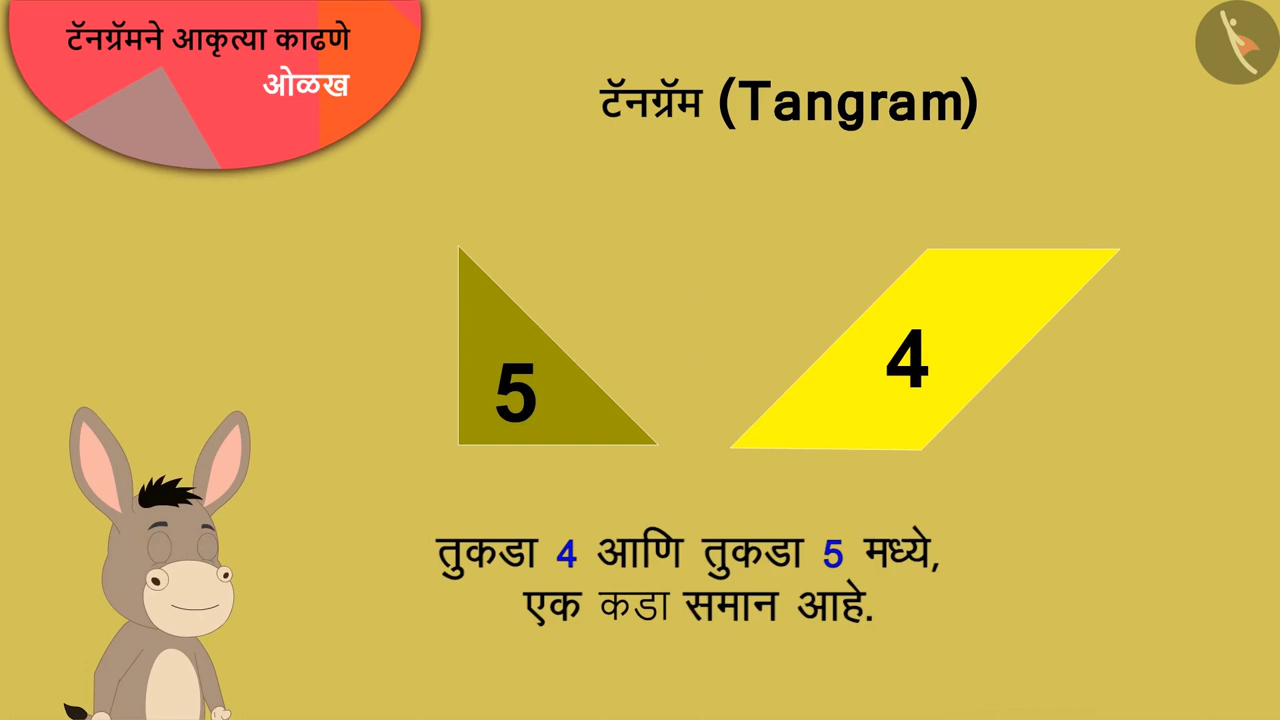 टॅनग्रॅमने आकृत्या काढणे
ओळख
टॅनग्रॅम (Tangram)
5
4
तुकडा 4 आणि तुकडा 5 मध्ये,
एक कडा समान आहे.